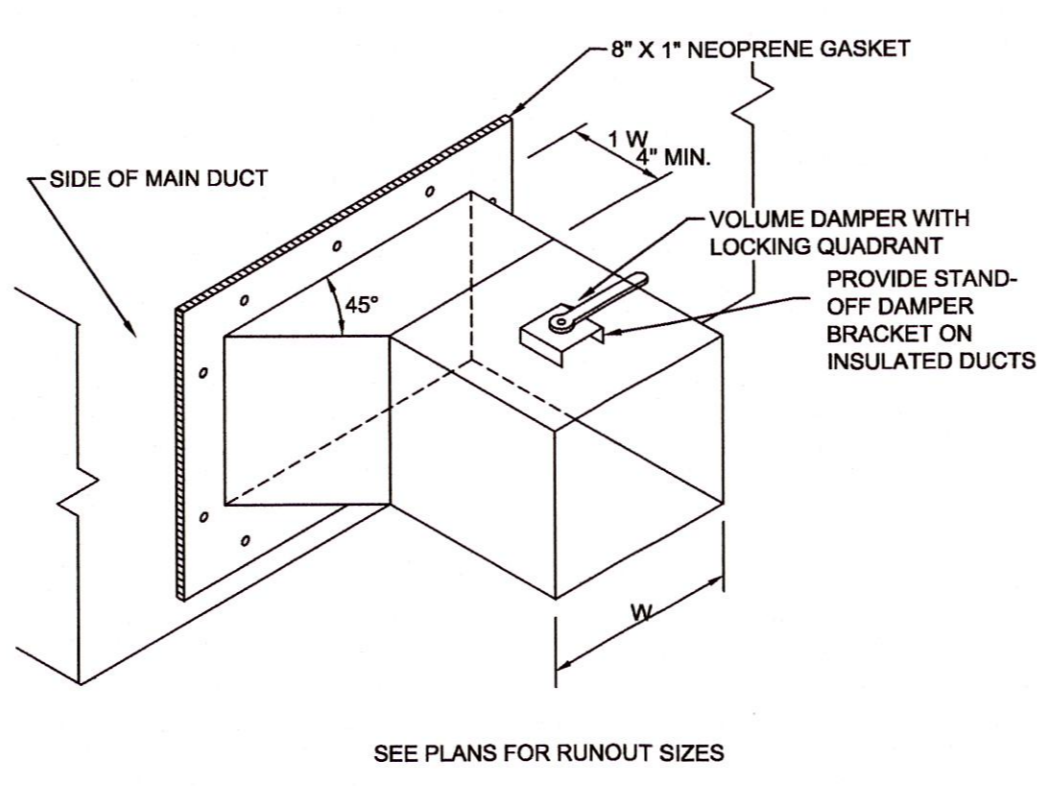 8" X 1" NEOPRENE GASKET
1 W
4" MIN.
SIDE OF MAIN DUCT
VOLUME DAMPER WITH
LOCKING QUADRANT
PROVIDE STAND-
OFF DAMPER
BRACKET ON
INSULATED DUCTS
45°
W
SEE PLANS FOR RUNOUT SIZES